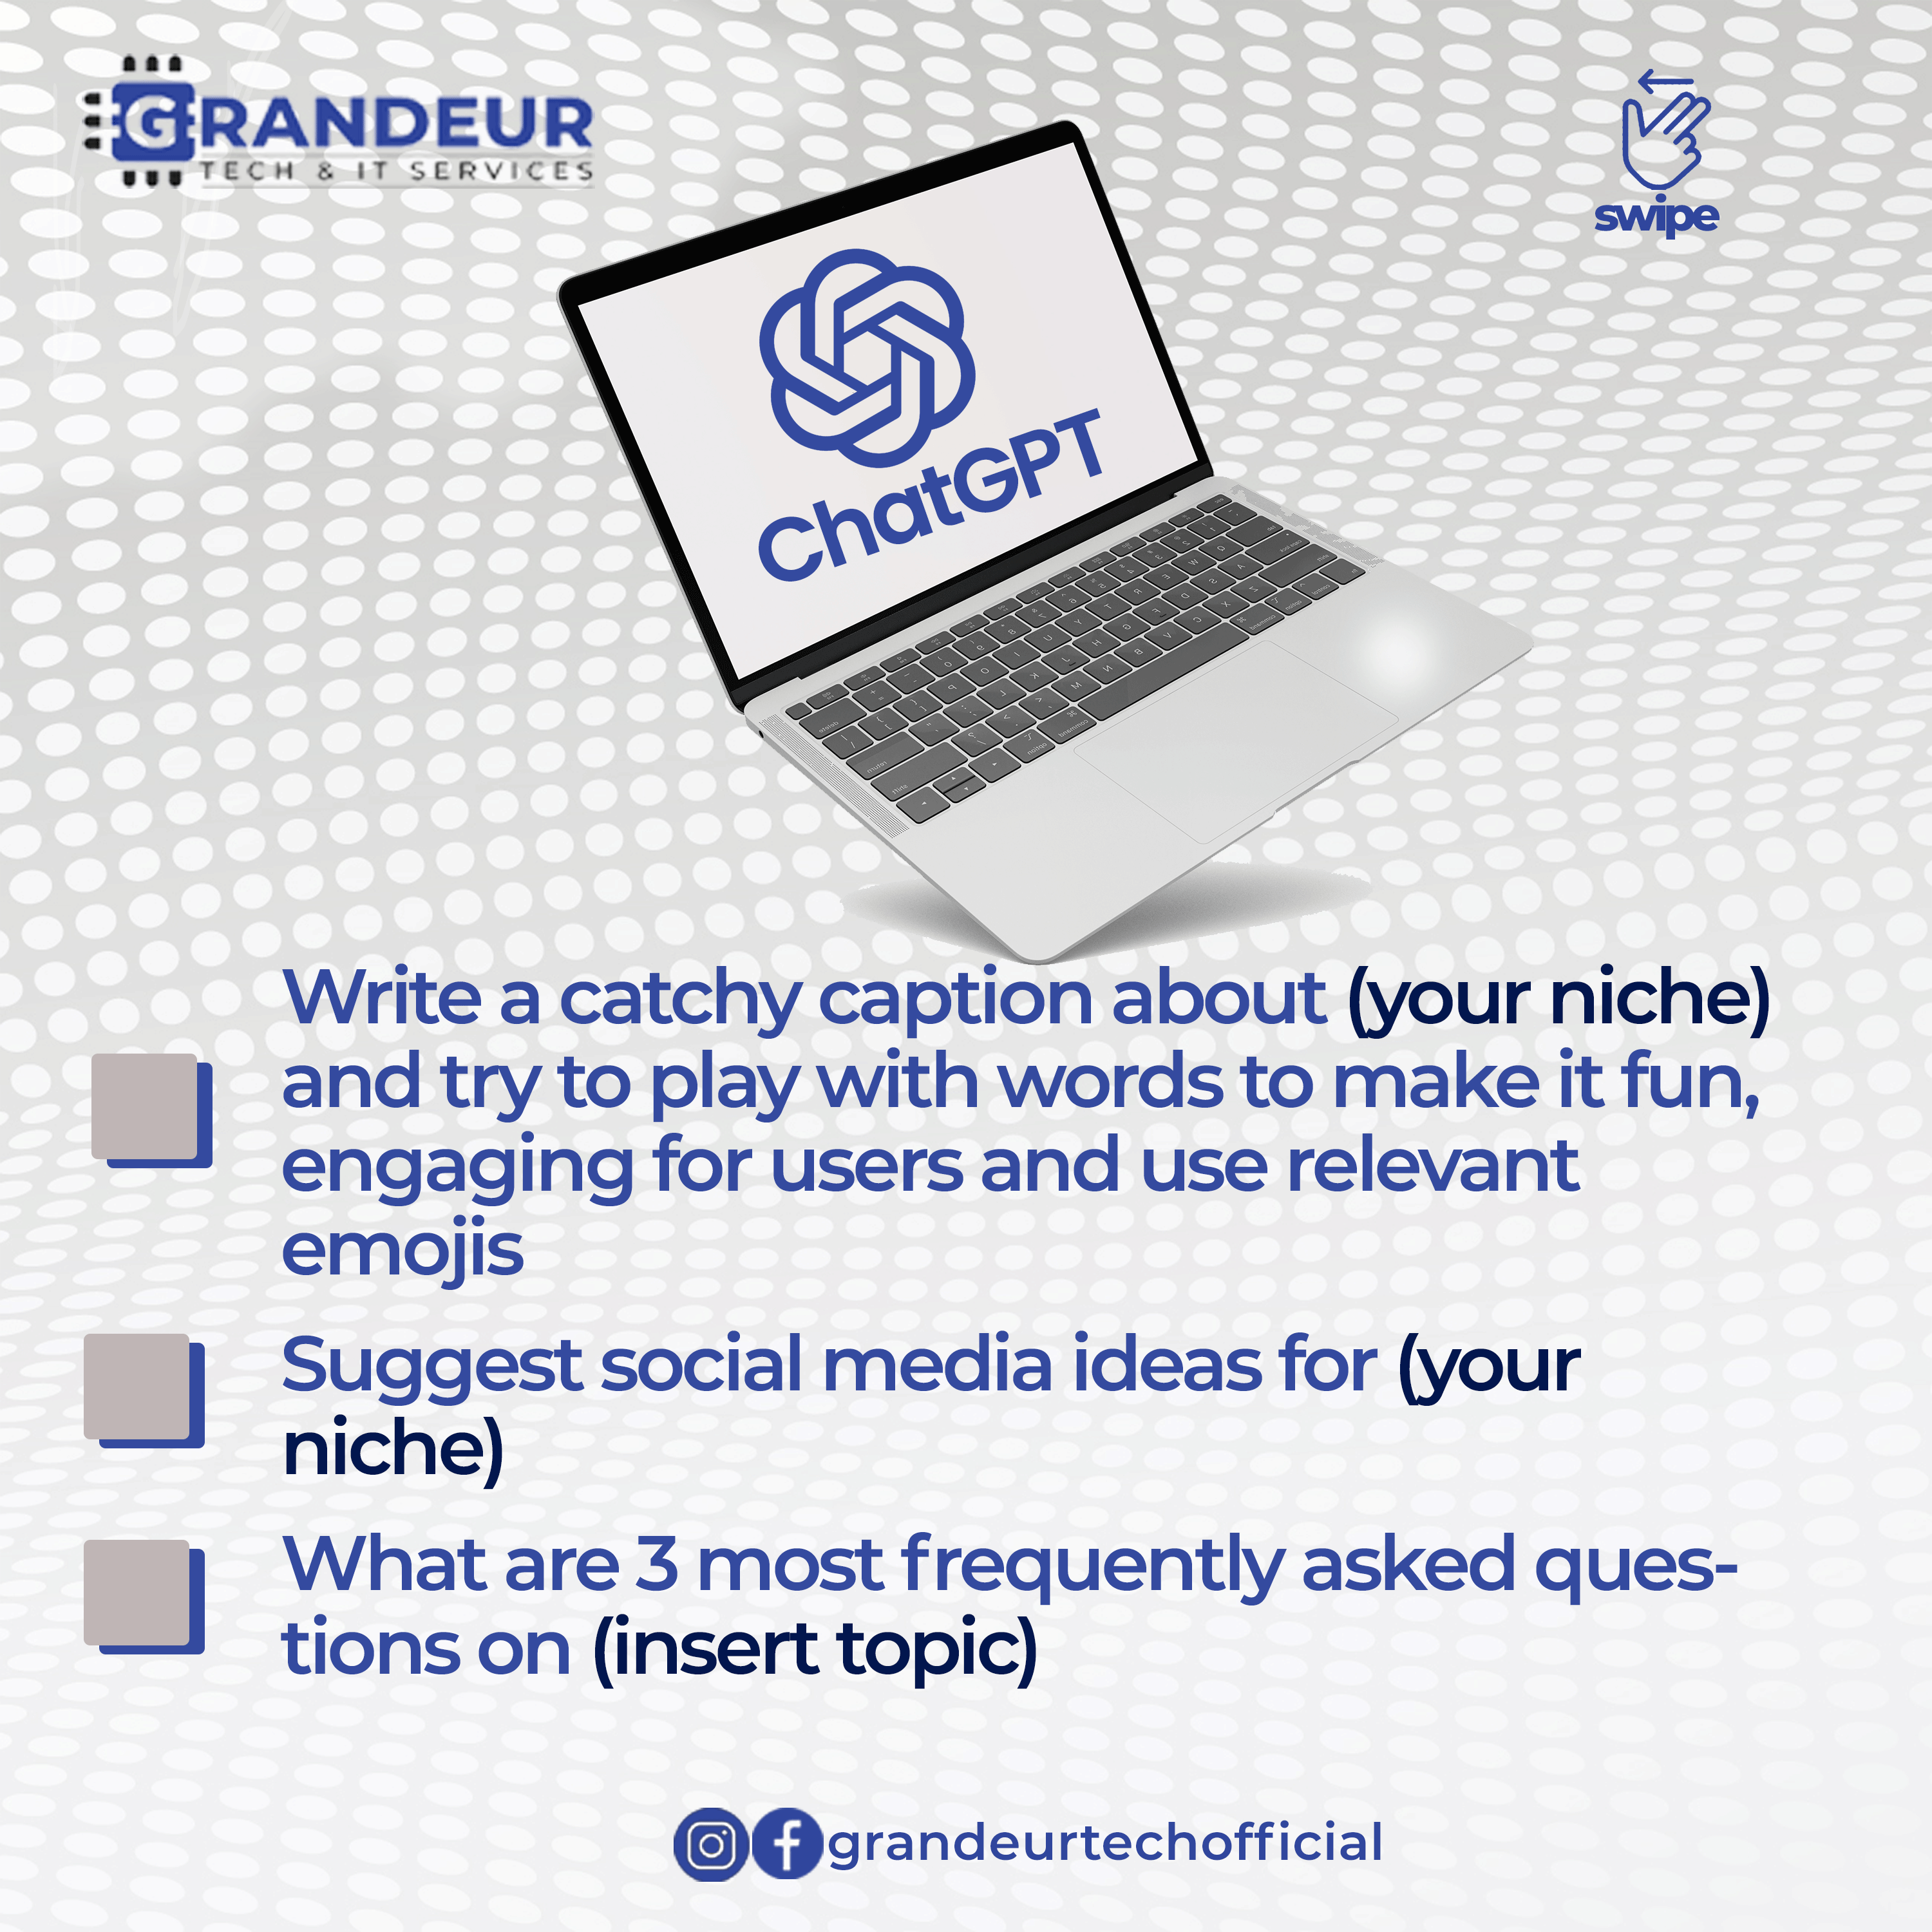 GRANDEUR
TECH & IT SERVICES
swipe
ChatGPT
Write a catchy caption about (your niche)
and try to play with words to make it fun,
engaging for users and use relevant
emojis
Suggest social media ideas for (your
niche)
What are 3 most frequently asked ques-
tions on (insert topic)
grandeurtechofficial